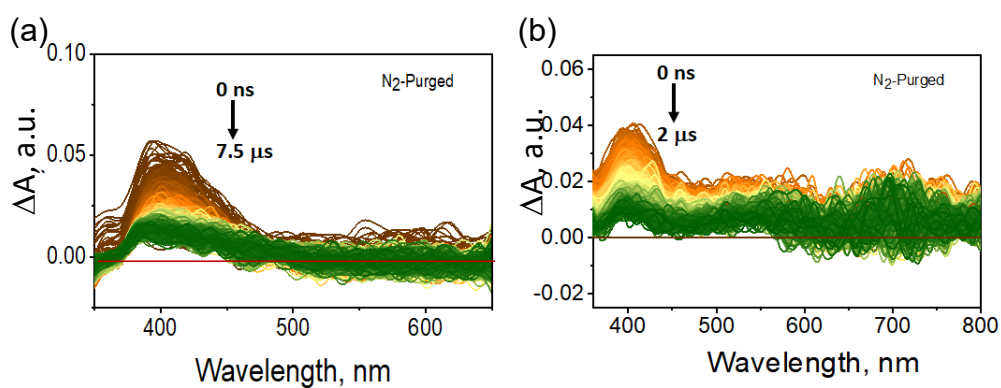 (a)
0.10
0.05
0.00
ΔA, a.u.
N2-Purged
0 ns
7.5 μs
400
500
600
Wavelength, nm
(b)
0.06
0.04
0.02
0.00
-0.02
ΔA, a.u.
N2-Purged
0 ns
2 μs
400
500
600
700
800
Wavelength, nm